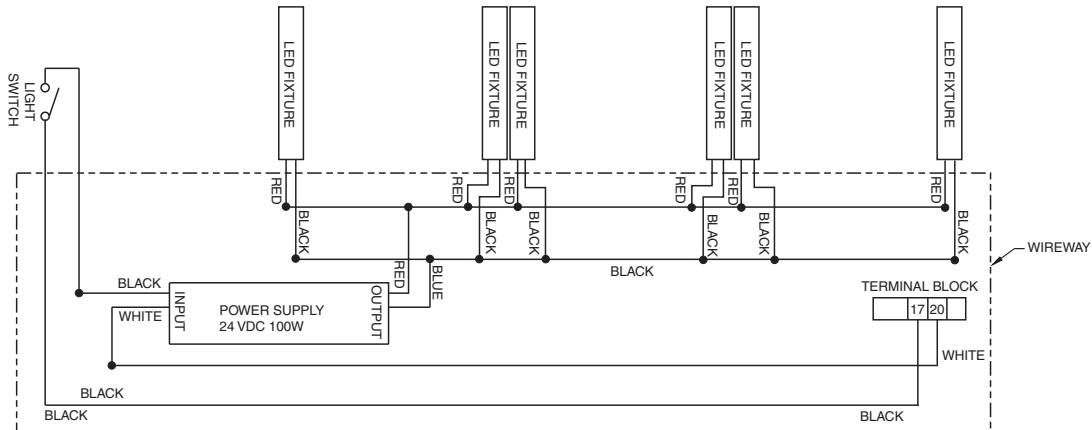 LED FIXTURE
LED FIXTURE
LED FIXTURE
LED FIXTURE
LED FIXTURE
LED FIXTURE
LIGHT
SWITCH
RED
RED
RED
RED
RED
RED
BLACK
BLACK
BLACK
BLACK
BLACK
BLACK
WIREWAY
RED
BLUE
BLACK
BLACK
WHITE
INPUT
POWER SUPPLY
24 VDC 100W
OUTPUT
TERMINAL BLOCK
17 20
WHITE
BLACK
BLACK
BLACK